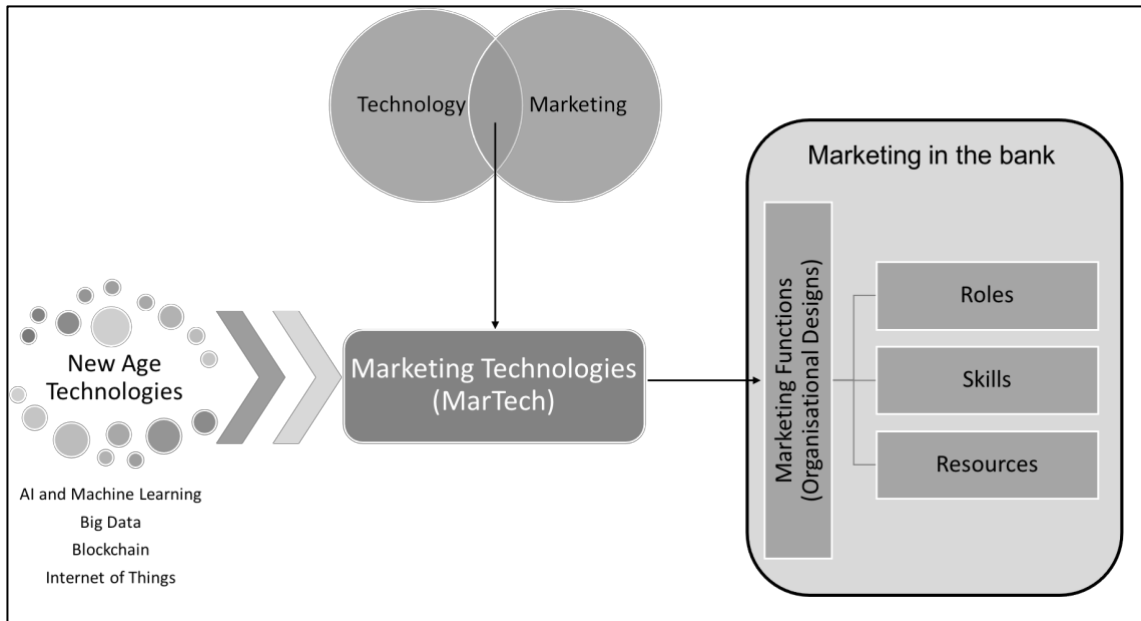 Technology
Marketing
Marketing in the bank
New Age
Technologies
AI and Machine Learning
Big Data
Blockchain
Internet of Things
Marketing Technologies
(MarTech)
Marketing Functions
(Organisational Designs)
Roles
Skills
Resources